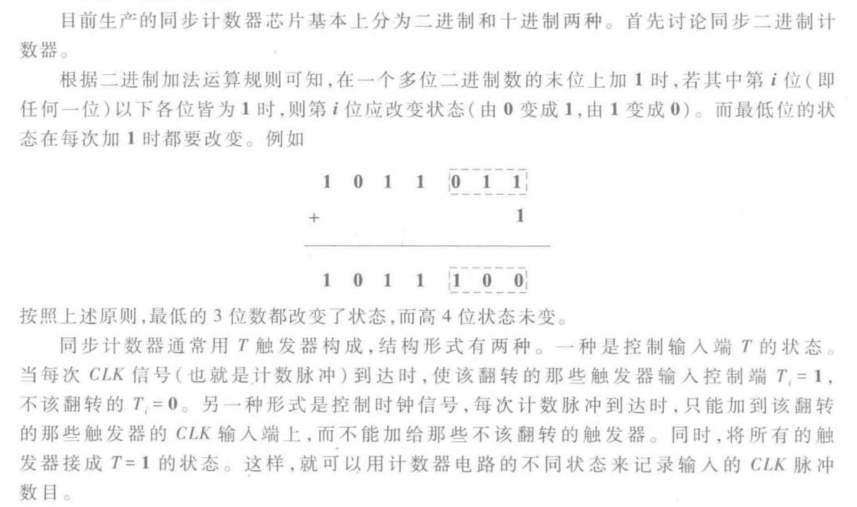 目前生产的同步计数器芯片基本上分为二进制和十进制两种。首先讨论同步二进制计
数器。
根据二进制加法运算规则可知,在一个多位二进制数的末位上加 1 时,若其中第 i 位(即
任何一位)以下各位皆为 1 时,则第 i 位应改变状态(由 0 变成 1,由 1 变成 0)。而最低位的状
态在每次加 1 时都要改变。例如
1 0 1 1 0 1 1
+ 1
1 0 1 1 1 0 0
按照上述原则,最低的 3 位数都改变了状态,而高 4 位状态未变。
同步计数器通常用 T 触发器构成,结构形式有两种。一种是控制输入端 T 的状态。
当每次 CLK 信号(也就是计数脉冲)到达时,使该翻转的那些触发器输入控制端 Ti = 1,
不该翻转的 Ti = 0。另一种形式是控制时钟信号,每次计数脉冲到达时,只能加到该翻转
的那些触发器的 CLK 输入端上,而不能加给那些不该翻转的触发器。同时,将所有的触
发器接成 T = 1 的状态。这样,就可以用计数器电路的不同状态来记录输入的 CLK 脉冲
数目。